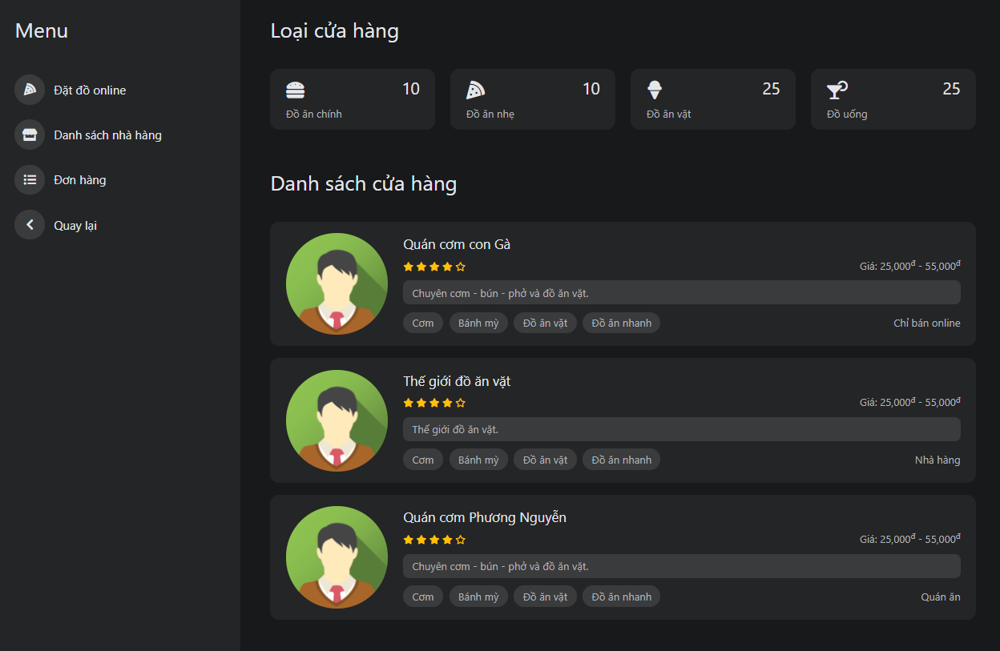 Menu
Đặt đồ online
Danh sách nhà hàng
Đơn hàng
Quay lại
Loại cửa hàng
10
Đồ ăn chính
10
Đồ ăn nhẹ
25
Đồ ăn vặt
25
Đồ uống
Danh sách cửa hàng
Quán cơm con Gà
Giá: 25,000đ - 55,000đ
Chuyên cơm - bún - phở và đồ ăn vặt.
Cơm Bánh mỳ Đồ ăn vặt Đồ ăn nhanh Chỉ bán online
Thế giới đồ ăn vặt
Giá: 25,000đ - 55,000đ
Thế giới đồ ăn vặt.
Cơm Bánh mỳ Đồ ăn vặt Đồ ăn nhanh Nhà hàng
Quán cơm Phương Nguyễn
Giá: 25,000đ - 55,000đ
Chuyên cơm - bún - phở và đồ ăn vặt.
Cơm Bánh mỳ Đồ ăn vặt Đồ ăn nhanh Quán ăn